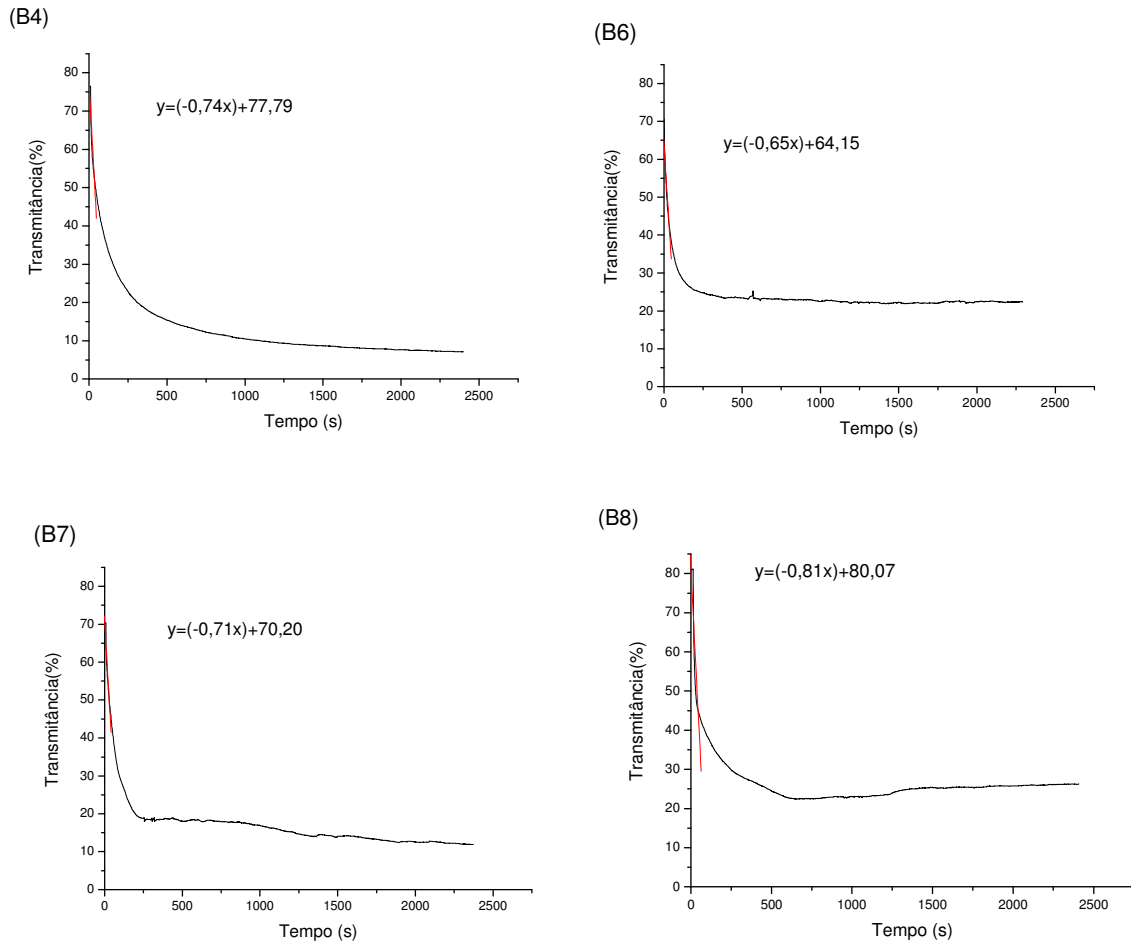 (B4)
y=(-0,74x)+77,79
Transmitância(%)
80
70
60
50
40
30
20
10
0
0 500 1000 1500 2000 2500
Tempo (s)
(B6)
y=(-0,65x)+64,15
Transmitância(%)
80
70
60
50
40
30
20
10
0
0 500 1000 1500 2000 2500
Tempo (s)
(B7)
y=(-0,71x)+70,20
Transmitância(%)
80
70
60
50
40
30
20
10
0
0 500 1000 1500 2000 2500
Tempo (s)
(B8)
y=(-0,81x)+80,07
Transmitância(%)
80
70
60
50
40
30
20
10
0
0 500 1000 1500 2000 2500
Tempo (s)